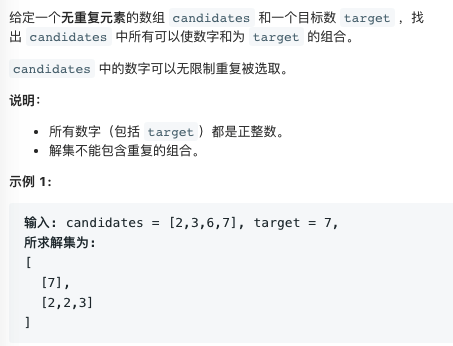 给定一个无重复元素的数组 candidates 和一个目标数 target ，找
出 candidates 中所有可以使数字和为 target 的组合。
candidates 中的数字可以无限制重复被选取。
说明：
• 所有数字（包括 target）都是正整数。
• 解集不能包含重复的组合。
示例 1:
输入: candidates = [2,3,6,7], target = 7,
所求解集为:
[
[7],
[2,2,3]
]